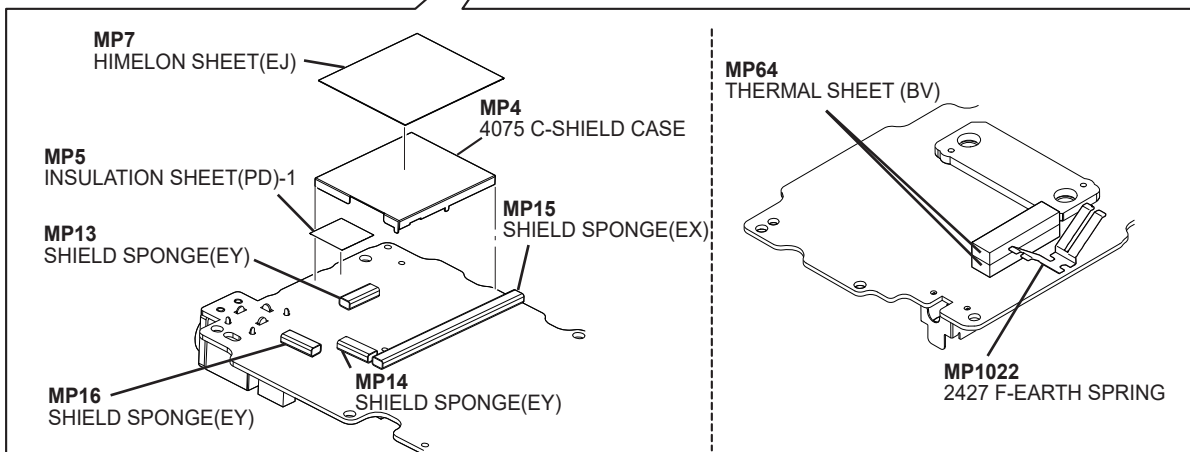 MP7
HIMELON SHEET(EJ)
MP4
4075 C-SHIELD CASE
MP5
INSULATION SHEET(PD)-1
MP15
SHIELD SPONGE(EX)
MP13
SHIELD SPONGE(EY)
MP14
SHIELD SPONGE(EY)
MP16
SHIELD SPONGE(EY)
MP64
THERMAL SHEET (BV)
MP1022
2427 F-EARTH SPRING